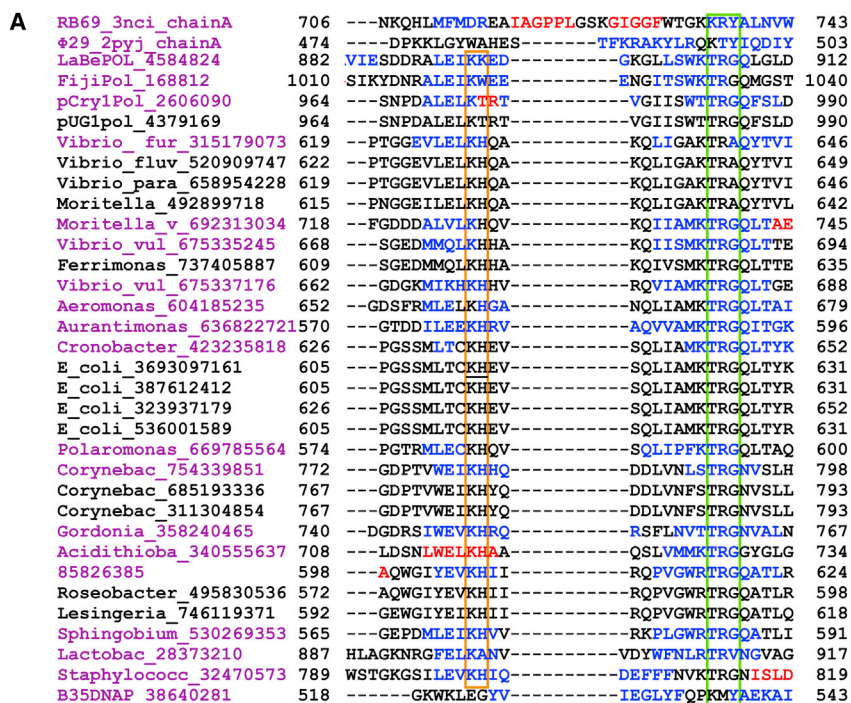 A
RB69_3nci_chainA 706 ---NKQHLMFMDREAIAGPPLGSKGIGGFWTGKKRYALNVW 743
Φ29_2pyj_chainA 474 ----DPKKLGYWAHES----------TFKRAKYLRQKTYIQDIY 503
LaBePOL_4584824 882 .VIESDDRALEIKKED------------GKGLLSWKTRGQLGLD 912
FijiPol_168812 1010 -SIKYDNRALEIKWEE------------ENGITSWKTRGQMGST 1040
pCry1Pol_2606090 964 ----SNPDALELKTRT------------VGIISWTTRGQFSLD 990
pUG1pol_4379169 964 ----SNPDALELKTRT------------VGIISWTTRGQFSLD 990
Vibrio_fur_315179073 619 ---PTGGEVLELKHQA------------KQLIGAKTRAQYTVI 646
Vibrio_fluv_520909747 622 ---PTGGEVLELKHQA------------KQLIGAKTRAQYTVI 649
Vibrio_para_658954228 619 ---PTGGEVLELKHQA------------KQLIGAKTRAQYTVI 646
Moritella_492899718 615 ---PNGGEILELKHQA------------KQLIGAKTRAQYTVL 642
Moritella_v_692313034 718 ---FGDDDALVLKHQV------------KQIIAMKTRGQLTAE 745
Vibrio_vul_675335245 668 ----SGEDMMQLKHHA------------KQIISMKTRGQLTTE 694
Ferrimonas_737405887 609 ----SGEDMMQLKHHA------------KQIVSMKTRGQLTTE 635
Vibrio_vul_675337176 662 ----GDGKMIKHKHHV------------RQVIAMKTRGQLTGE 688
Aeromonas_604185235 652 ---GDSFRMLELKHGA------------NQLIAMKTRGQLTAI 679
Aurantimonas_636822721 570 ----GTDDILEEKHRV------------AQVVAMKTRGQITGK 596
Cronobacter_423235818 626 ----PGSSMLTCKHEV------------SQLIAMKTRGQLTYK 652
E_coli_3693097161 605 ----PGSSMLTCKHEV------------SQLIAMKTRGQLTYK 631
E_coli_387612412 605 ----PGSSMLTCKHEV------------SQLIAMKTRGQLTYR 631
E_coli_323937179 626 ----PGSSMLTCKHEV------------SQLIAMKTRGQLTYR 652
E_coli_536001589 605 ----PGSSMLTCKHEV------------SQLIAMKTRGQLTYR 631
Polaromonas_669785564 574 ----PGTRMLECKHQV------------SQLIPFKTRGQLTAQ 600
Corynebac_754339851 772 ----GDPTVWEIKHHQ------------DDLVNLSTRGNVSLH 798
Corynebac_685193336 767 ----GDPTVWEIKHYQ------------DDLVNFSTRGNVSLL 793
Corynebac_311304854 767 ----GDPTVWEIKHYQ------------DDLVNFSTRGNVSLL 793
Gordonia_358240465 740 ---DGDRSIWEVKHRQ------------RSFLNVTTRGNVALN 767
Acidithioba_340555637 708 ----LDSNLWELKHAA------------QSLVMMKTRGGYGLG 734
85826385 598 ----AQWGIYEVKHII------------RQPVGWRTRGQATLR 624
Roseobacter_495830536 572 ----AQWGIYEVKHII------------RQPVGWRTRGQATLR 598
Lesingeria_746119371 592 ----GEWGIYEVKHII------------RQPVGWRTRGQATLQ 618
Sphingobium_530269353 565 ----GEPDMLEIKHVV------------RKPLGWRTRGQATLI 591
Lactobac_28373210 887 HLAGKNRGFELKANV------------VDYWFNLRTRVNGVAG 917
Staphylococc_32470573 789 WSTGKGSILEVKHIQ------------DEFFFNVKTRGNISLD 819
B35DNAP_38640281 518 -----GKWKLEGYV------------IEGLYFQPKMYAEKAI 543